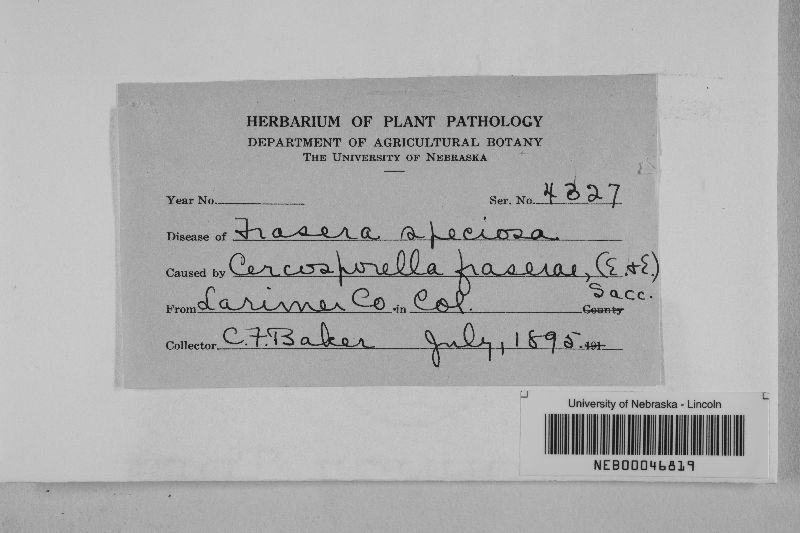 HERBARIUM OF PLANT PATHOLOGY
DEPARTMENT OF AGRICULTURAL BOTANY
THE UNIVERSITY OF NEBRASKA
Year No. Ser. No. 4327
Disease of Frasera speciosa
Caused by Cercosporella fraserae, (E. & E.)
Sacc.
From Larimer Co. in Col. County
Collector C.F. Baker July, 1895. 191
University of Nebraska - Lincoln
NEB00046819